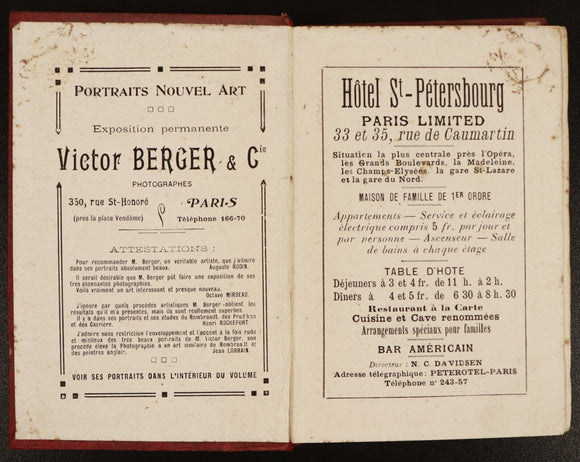 PORTRAITS NOUVEL ART
Exposition permanente
Victor BERGER & Cie
PHOTOGRAPHES
350, rue St-Honoré
(près la place Vendôme)
PARIS
Téléphone 166-70
ATTESTATIONS :
Pour recommander M. Berger, un véritable artiste, que j'admire
dans ses portraits absolument beaux. Auguste RODIN.
Il serait désirable que M. Berger pût faire une exposition de ses
très étonnantes photographies.
Voilà vraiment un art intéressant et presque nouveau.
Octave MIRBEAU.
J'ignore par quels procédés artistiques M. Berger obtient les
résultats qu'il m'a présentés, mais ils sont réellement superbes.
Il y a dans ses portraits et ses études du Rembrandt, des Prud'hon
et des Carrière. Henri ROCHEFORT.
J'admire sans restriction l'enveloppement et l'accent à la fois rude
et mielleux des très beaux portraits de M. Victor Berger, son
procédé élève la Photographie à un art similaire de Rembrandt et
des peintres anglais. Jean LORRAIN.
VOIR SES PORTRAITS DANS L'INTÉRIEUR DU VOLUME
Hôtel St-Pétersbourg
PARIS LIMITED
33 et 35, rue de Caumartin
Situation la plus centrale près l'Opéra,
les Grands Boulevards, la Madeleine,
les Champs-Elysées, la gare St-Lazare
et la gare du Nord.
MAISON DE FAMILLE DE 1ER ORDRE
Appartements — Service et éclairage
électrique compris 5 fr. par jour et
par personne — Ascenseur — Salle
de bains à chaque étage
TABLE D'HOTE
Déjeuners à 3 et 4 fr. de 11 h. à 2 h.
Dîners à 4 et 5 fr. de 6 30 à 8 h. 30
Restaurant à la Carte
Cuisine et Cave renommées
Arrangements spéciaux pour familles
BAR AMÉRICAIN
Directeur : N. C. DAVIDSEN
Adresse télégraphique : PETEROTEL-PARIS
Téléphone n° 243-57